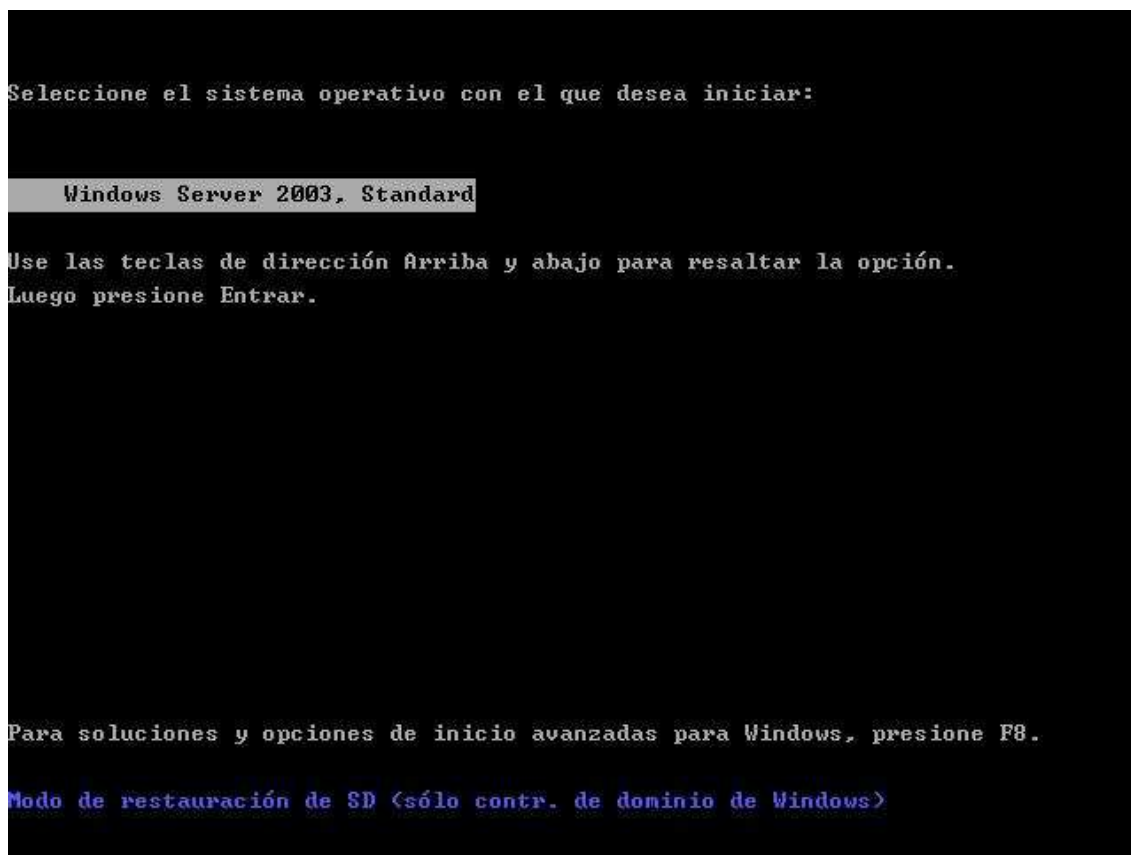 Seleccione el sistema operativo con el que desea iniciar:
Windows Server 2003, Standard
Use las teclas de dirección Arriba y abajo para resaltar la opción.
Luego presione Entrar.
Para soluciones y opciones de inicio avanzadas para Windows, presione F8.
Modo de restauración de SD (sólo contr. de dominio de Windows)